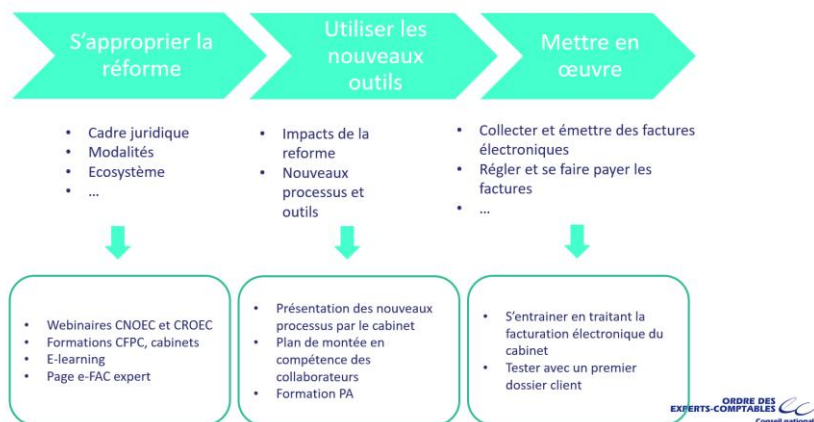 S'approprier la
réforme
Utiliser les
nouveaux
outils
Mettre en
œuvre
• Cadre juridique
• Modalités
• Ecosystème
• ...
• Impacts de la
reforme
• Nouveaux
processus et
outils
• Collecter et émettre des factures
électroniques
• Régler et se faire payer les
factures
• ...
• Webinaires CNOEC et CROEC
• Formations CFPC, cabinets
• E-learning
• Page e-FAC expert
• Présentation des nouveaux
processus par le cabinet
• Plan de montée en
compétence des
collaborateurs
• Formation PA
• S'entrainer en traitant la
facturation électronique du
cabinet
• Tester avec un premier
dossier client
ORDRE DES
EXPERTS-COMPTABLES
Conseil national